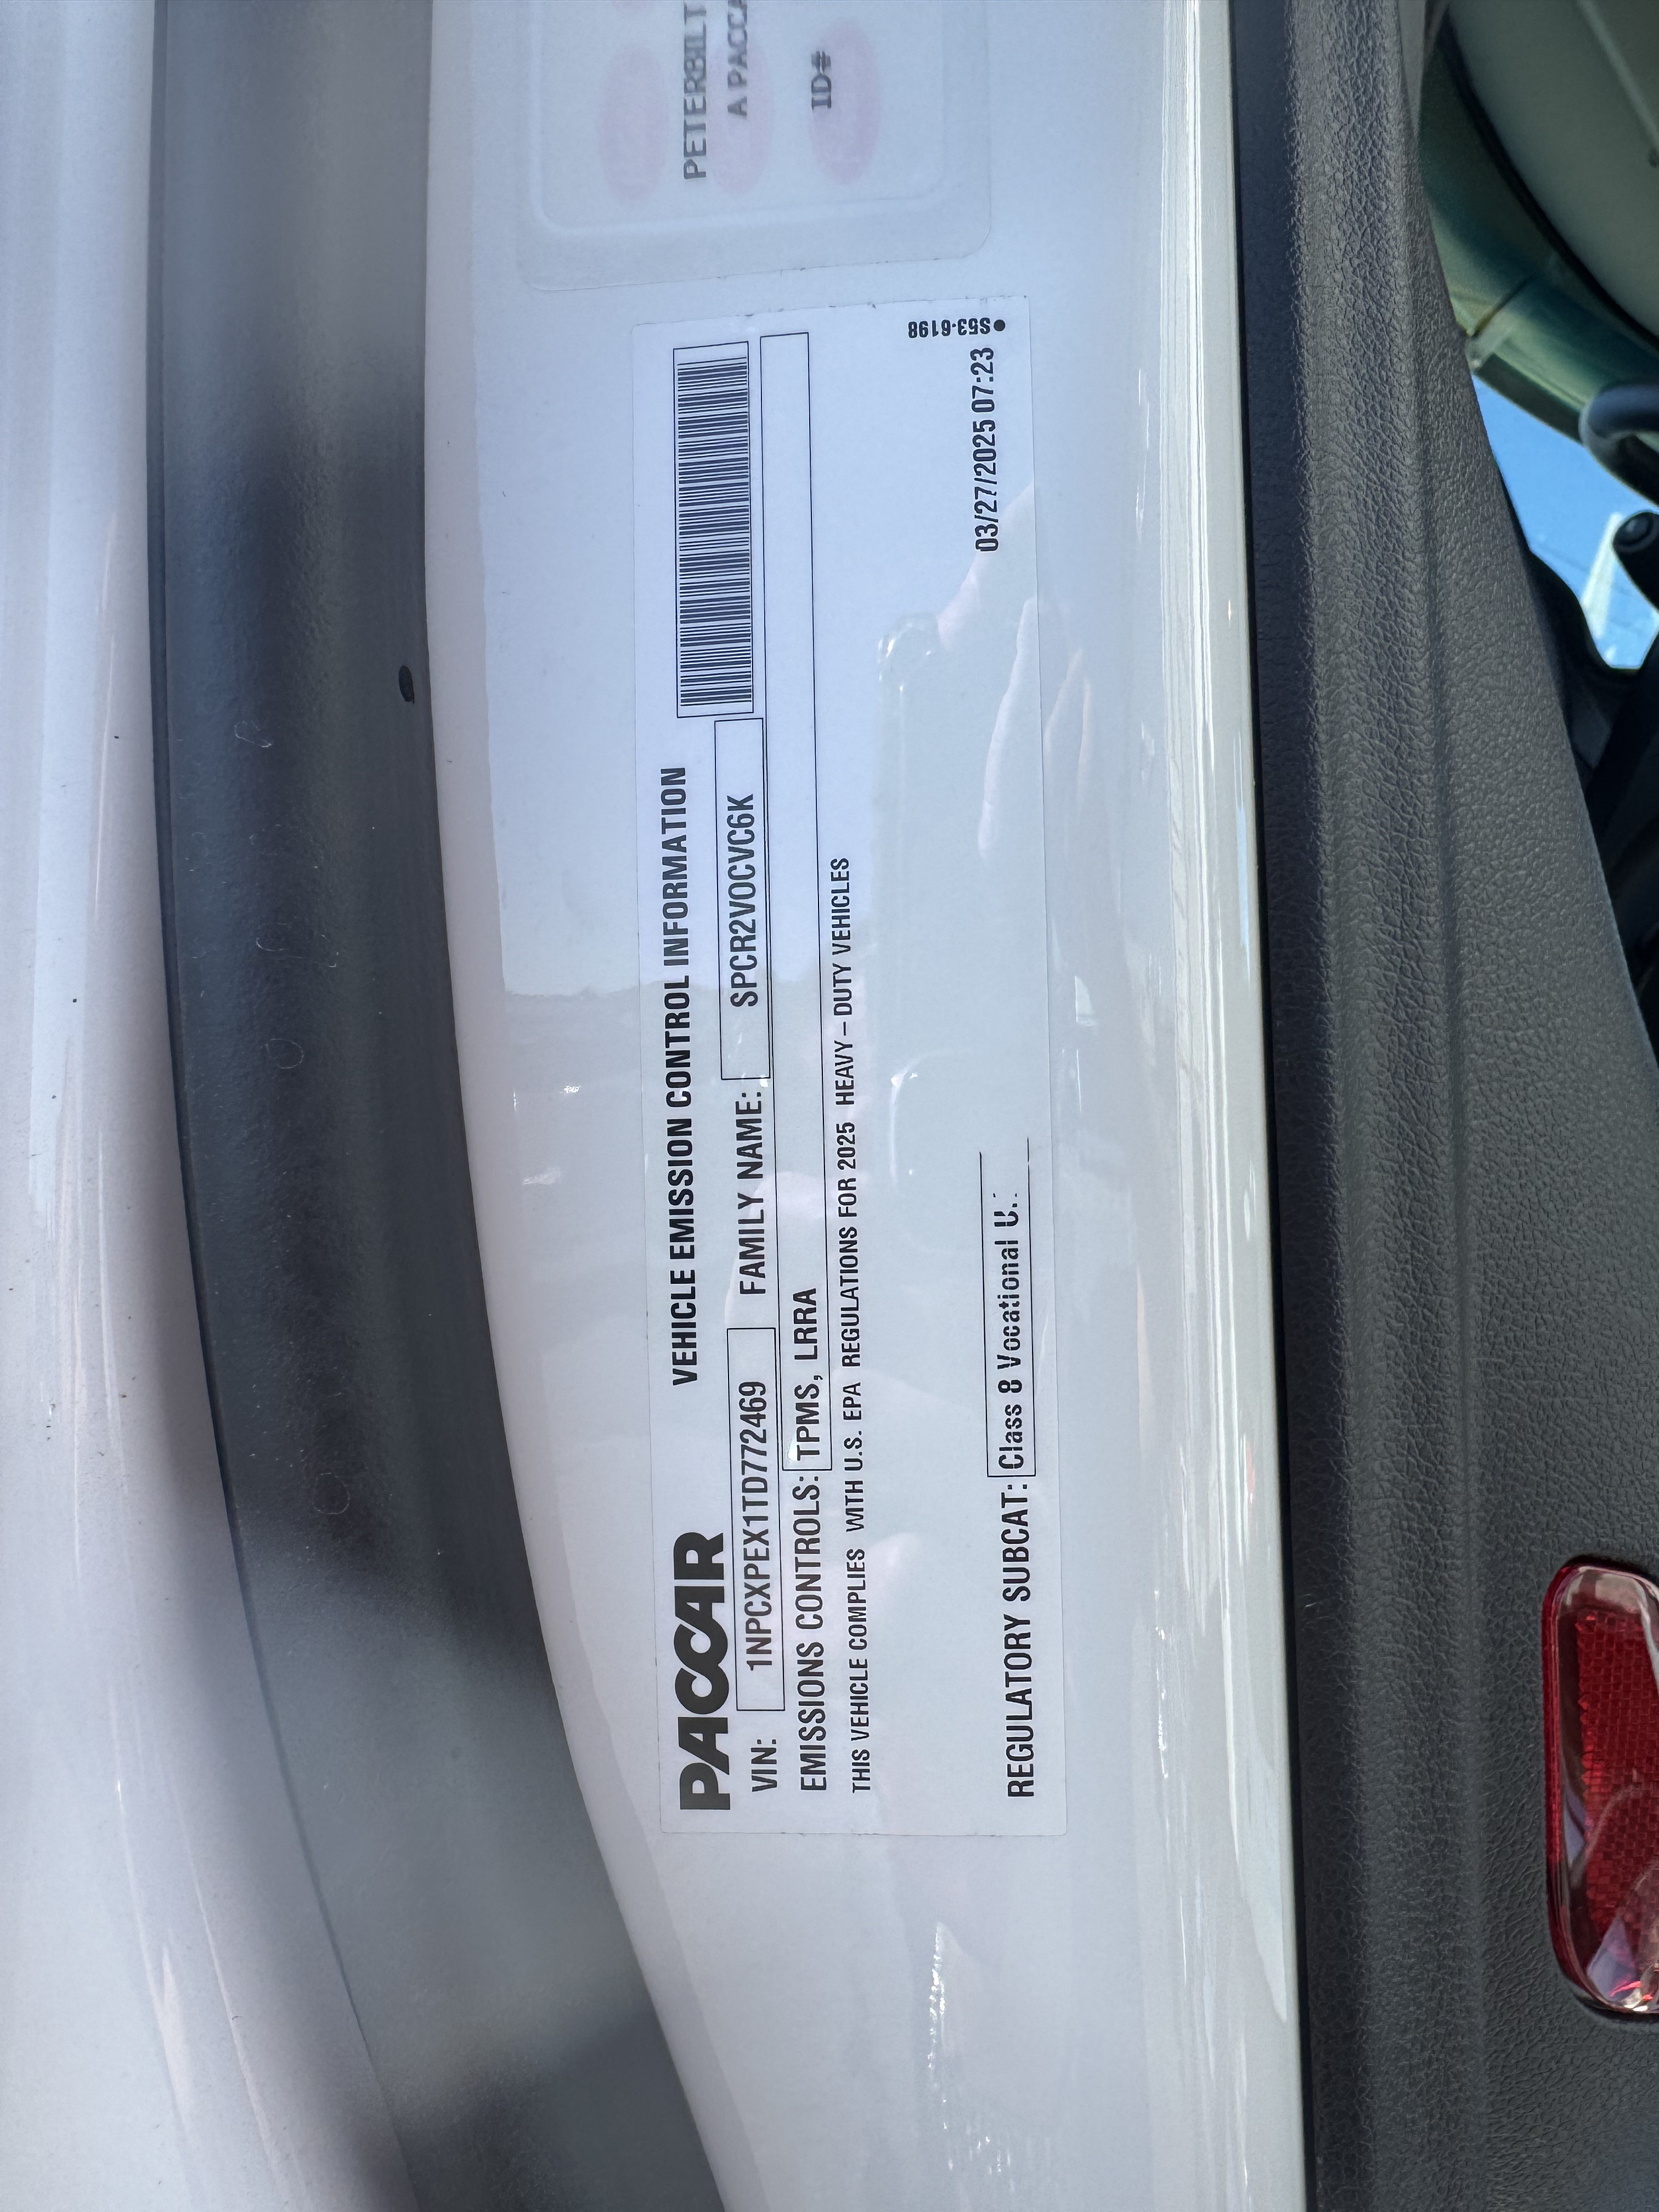 PACCAR
VEHICLE EMISSION CONTROL INFORMATION
VIN: 1NPCXPEX1TD772469 FAMILY NAME: SPCR2VOCVC6K
EMISSIONS CONTROLS: TPMS, LRRA
THIS VEHICLE COMPLIES WITH U.S. EPA REGULATIONS FOR 2025 HEAVY – DUTY VEHICLES
REGULATORY SUBCAT: Class 8 Vocational
03/27/2025 07:23
S53-6198
PETERBILT
A
ID#